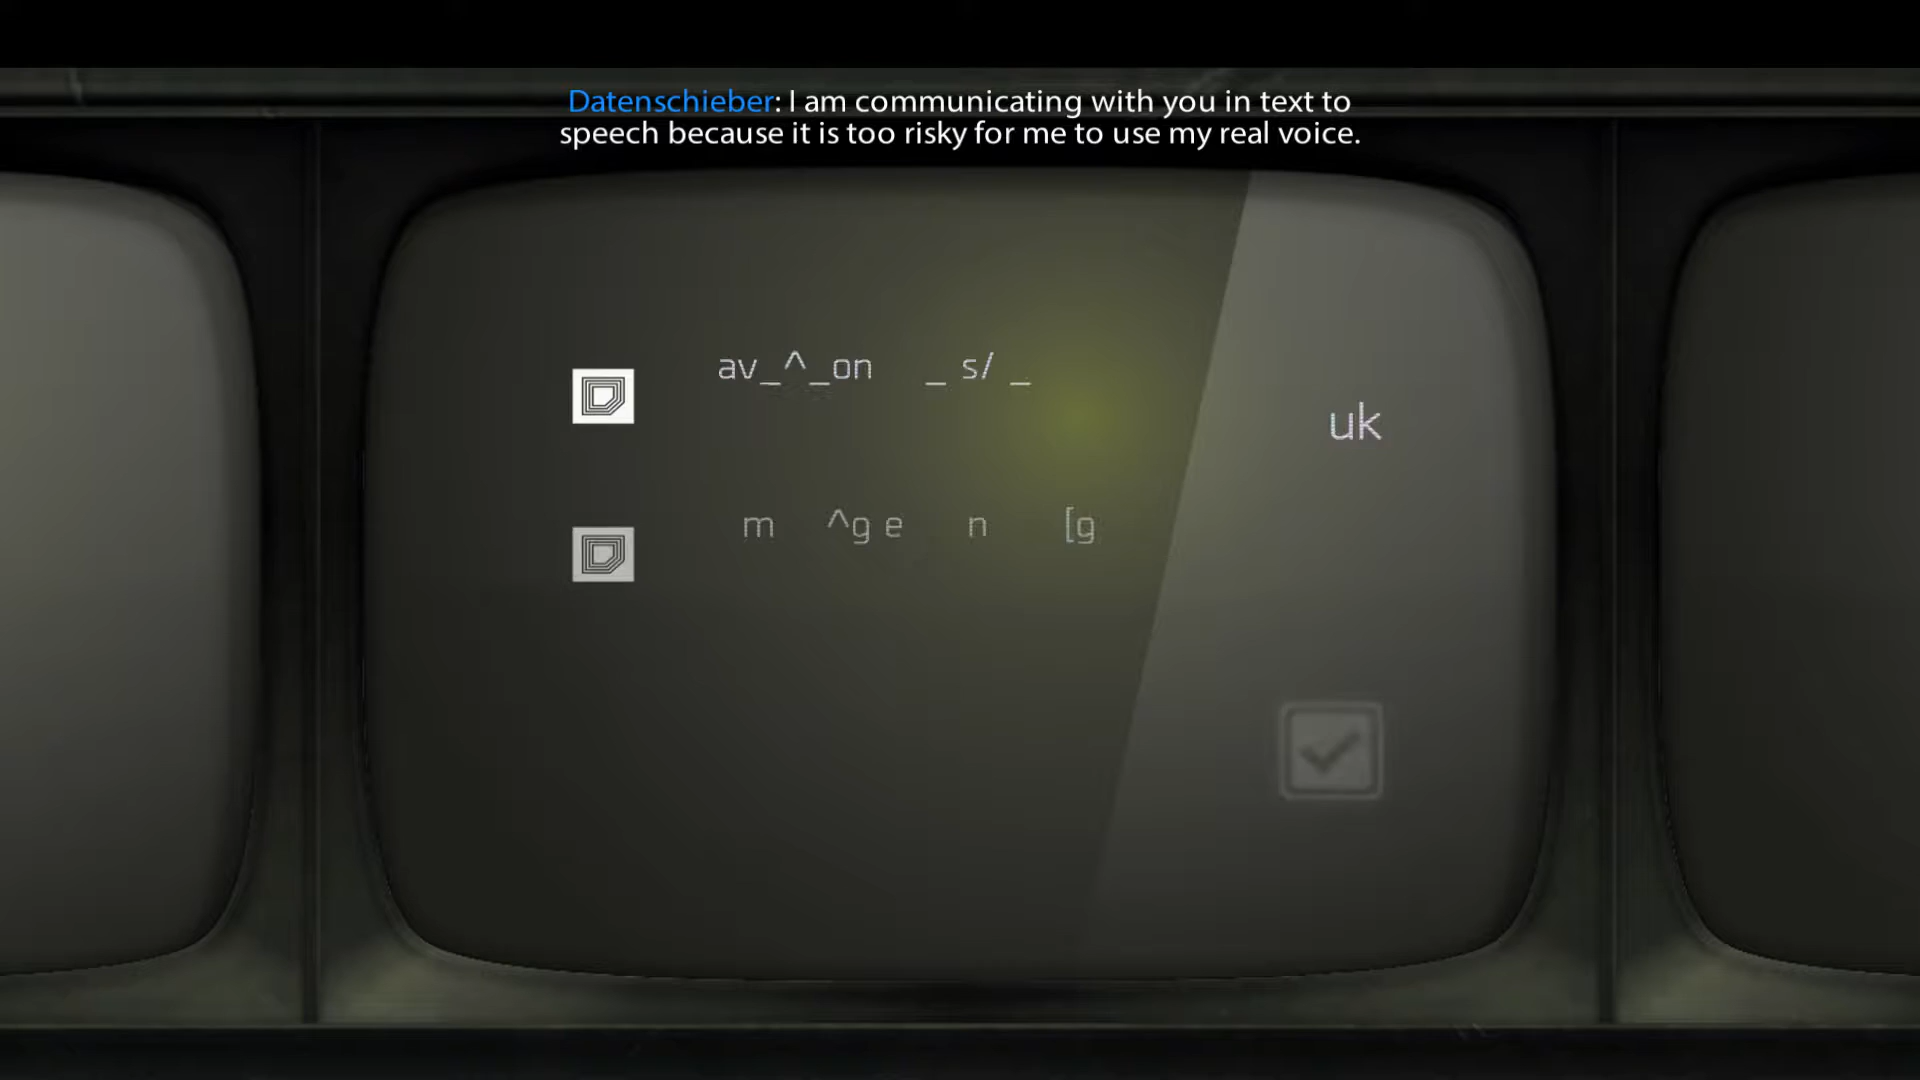 Datenschieber: I am communicating with you in text to
speech because it is too risky for me to use my real voice.
av_^_on _ s/ _
uk
m ^g e n [g